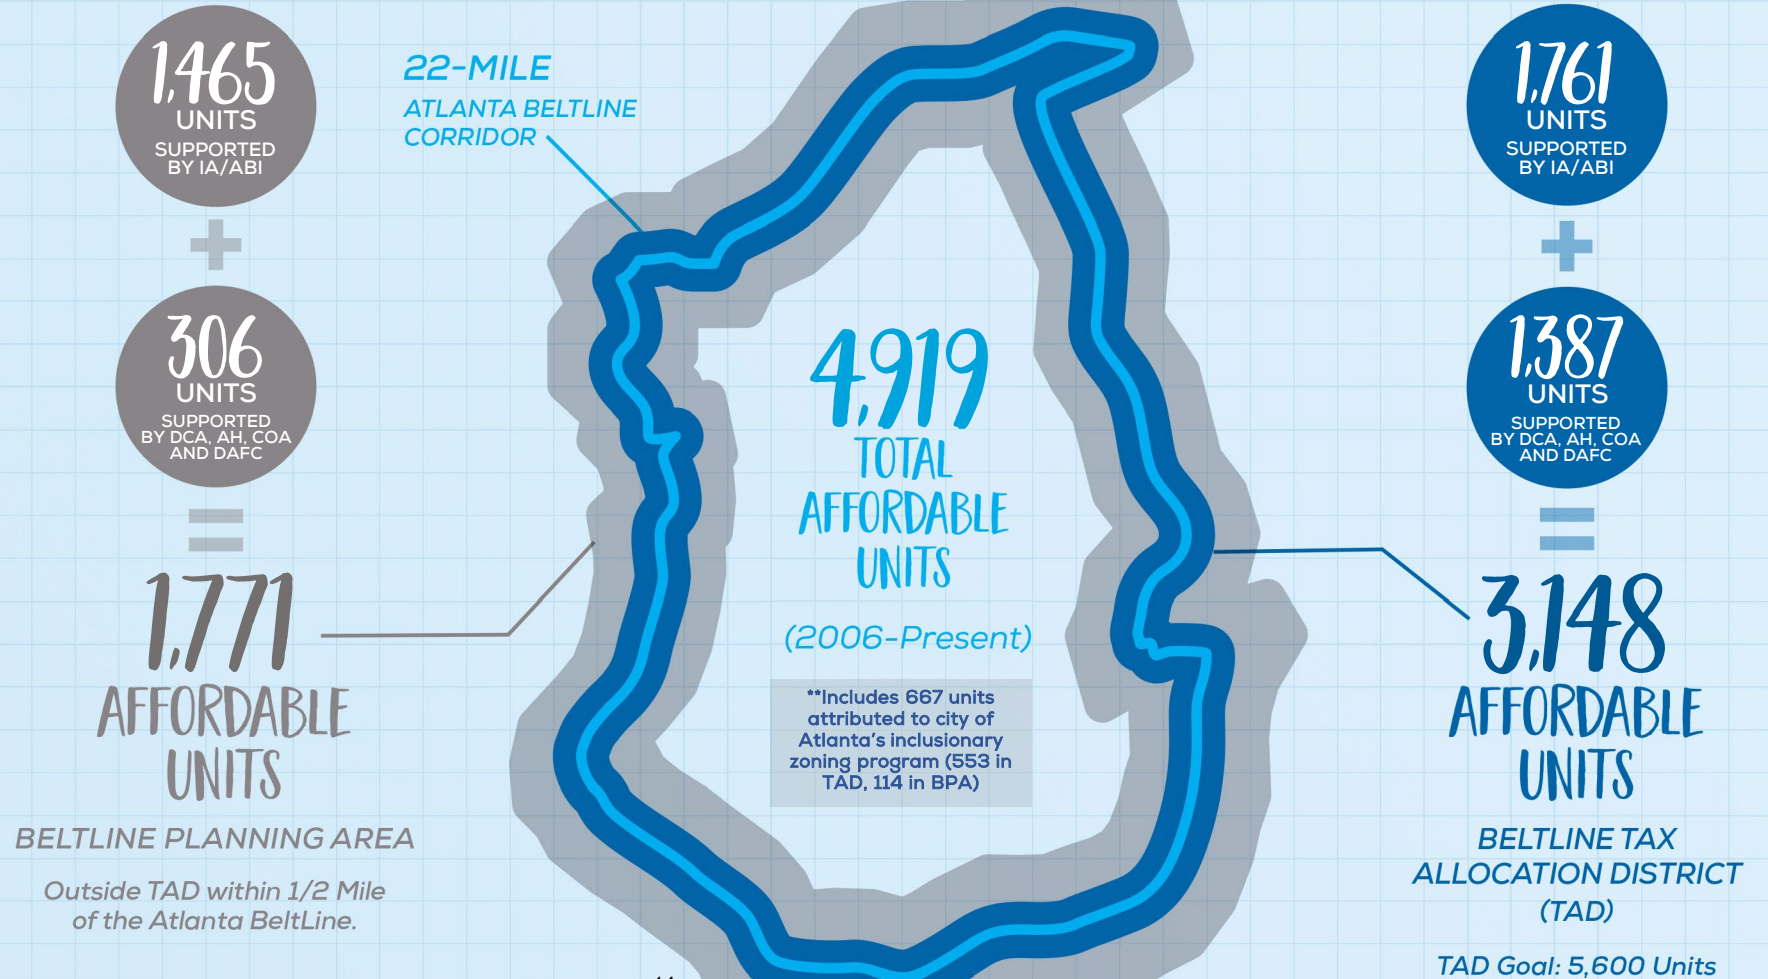 1,465
UNITS
SUPPORTED
BY IA/ABI
+
306
UNITS
SUPPORTED
BY DCA, AH, COA
AND DAFC
=
1,771
AFFORDABLE
UNITS
BELTLINE PLANNING AREA
Outside TAD within 1/2 Mile
of the Atlanta BeltLine.
22-MILE
ATLANTA BELTLINE
CORRIDOR
4,919
TOTAL
AFFORDABLE
UNITS
(2006-Present)
**Includes 667 units
attributed to city of
Atlanta's inclusionary
zoning program (553 in
TAD, 114 in BPA)
1,761
UNITS
SUPPORTED
BY IA/ABI
+
1,387
UNITS
SUPPORTED
BY DCA, AH, COA
AND DAFC
=
3,148
AFFORDABLE
UNITS
BELTLINE TAX
ALLOCATION DISTRICT
(TAD)
TAD Goal: 5,600 Units